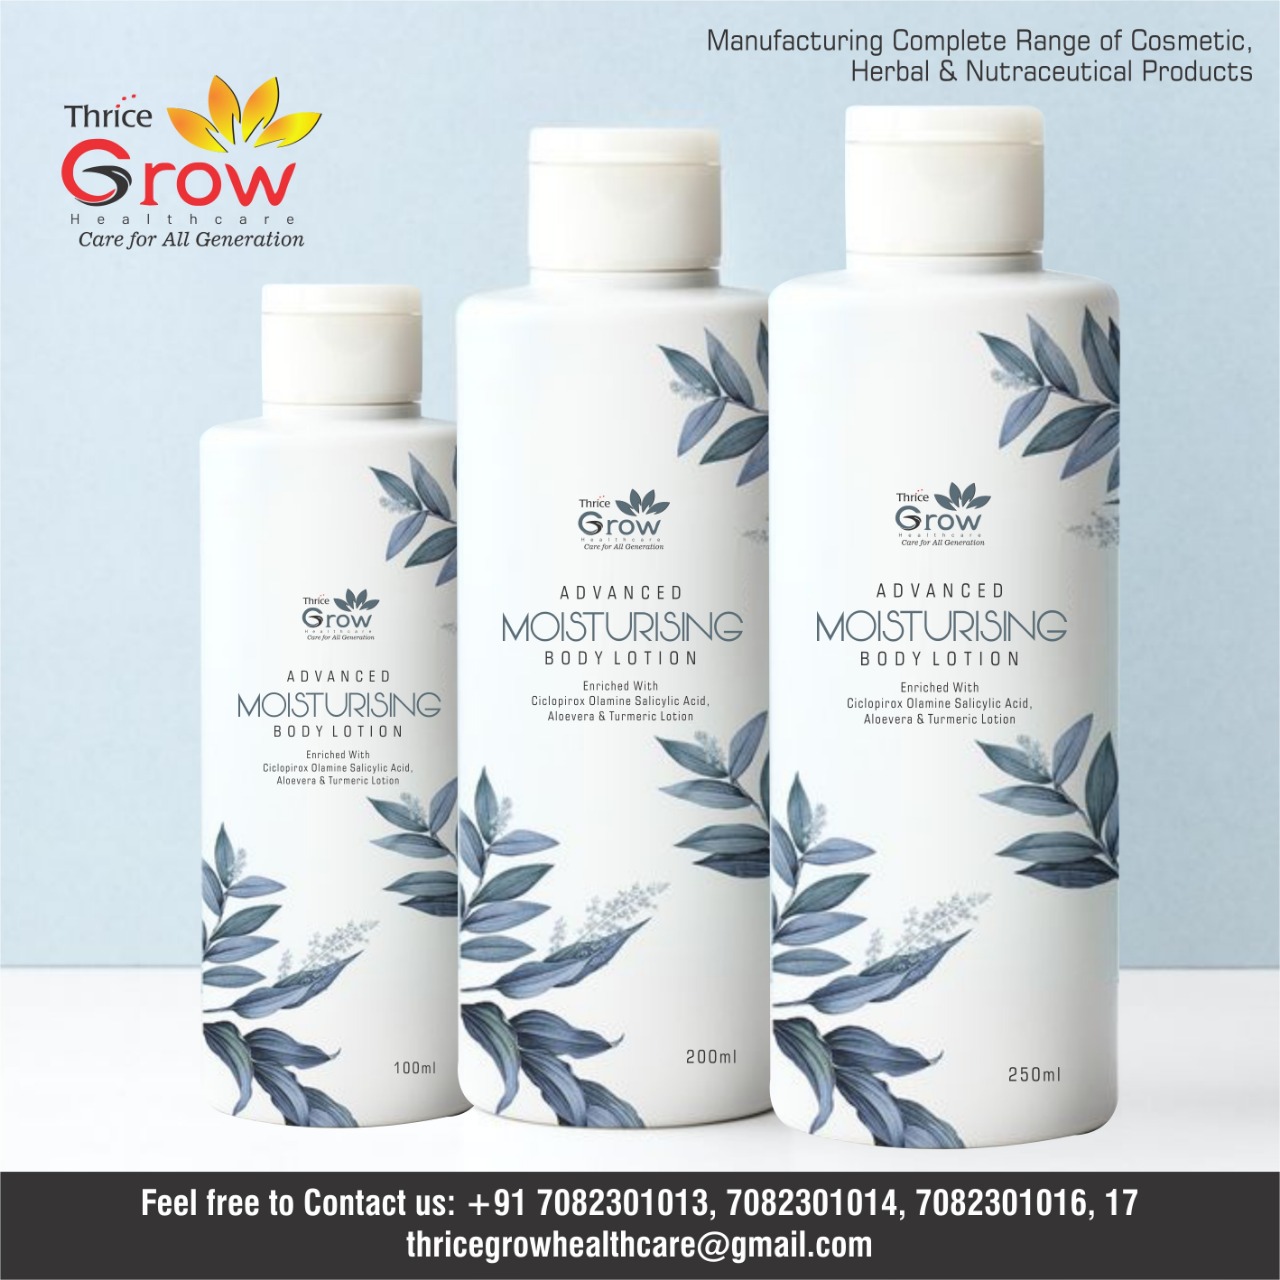 Manufacturing Complete Range of Cosmetic,
Herbal & Nutraceutical Products
Thrice
Grow
Healthcare
Care for All Generation
Thrice
Grow
Healthcare
Care for All Generation
ADVANCED
MOISTURISING
BODY LOTION
Enriched With
Ciclopirox Olamine Salicylic Acid,
Aloevera & Turmeric Lotion
100ml
Thrice
Grow
Healthcare
Care for All Generation
ADVANCED
MOISTURISING
BODY LOTION
Enriched With
Ciclopirox Olamine Salicylic Acid,
Aloevera & Turmeric Lotion
200ml
Thrice
Grow
Healthcare
Care for All Generation
ADVANCED
MOISTURISING
BODY LOTION
Enriched With
Ciclopirox Olamine Salicylic Acid,
Aloevera & Turmeric Lotion
250ml
Feel free to Contact us: +91 7082301013, 7082301014, 7082301016, 17
thricegrowhealthcare@gmail.com